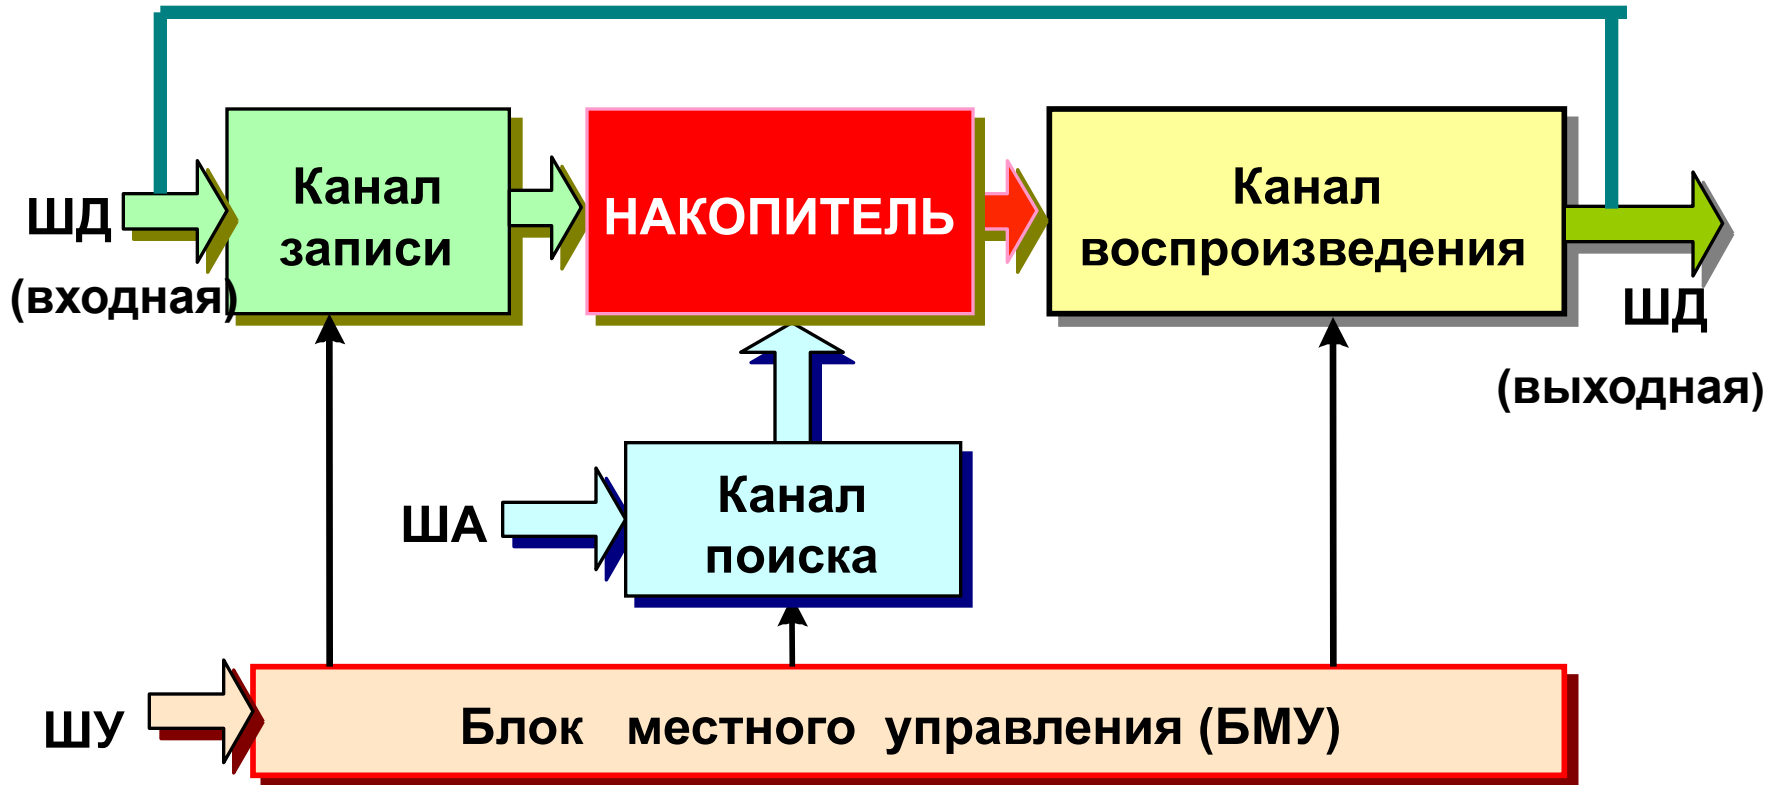 Канал
записи
НАКОПИТЕЛЬ
Канал
воспроизведения
ШД
(входная)
ШД
(выходная)
ША
Канал
поиска
ШУ
Блок местного управления (БМУ)